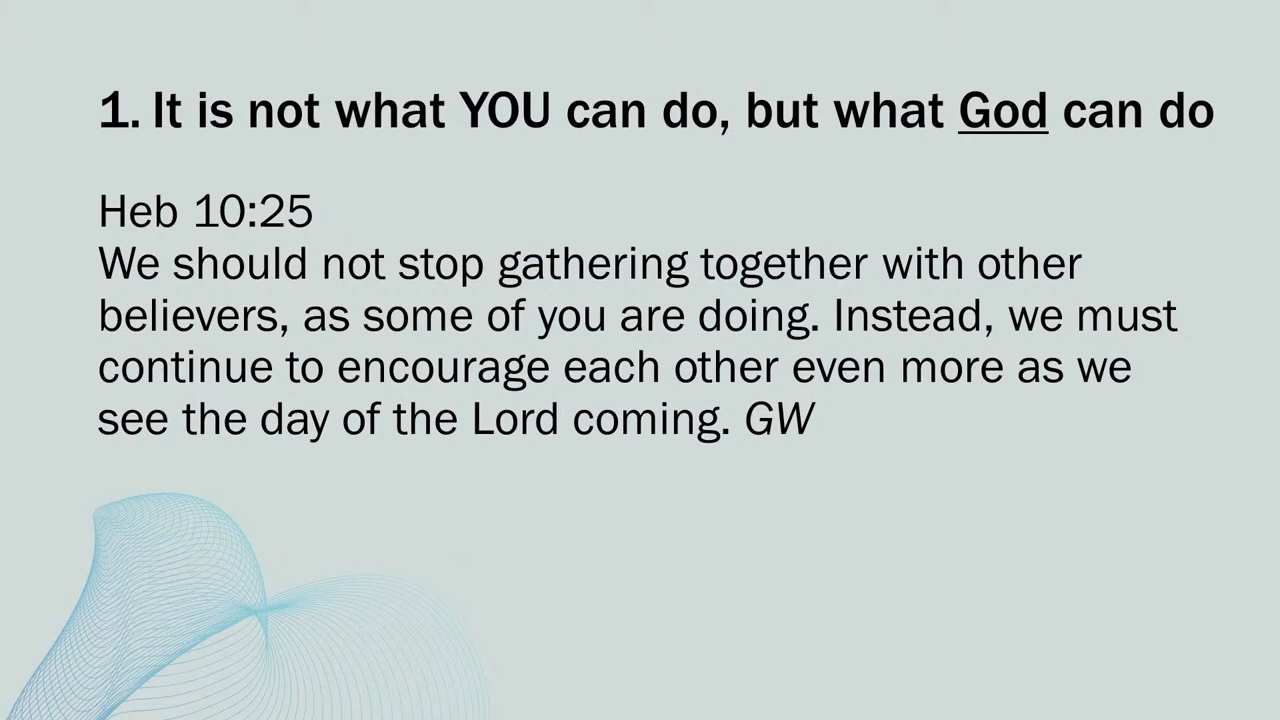 1. It is not what YOU can do, but what God can do
Heb 10:25
We should not stop gathering together with other
believers, as some of you are doing. Instead, we must
continue to encourage each other even more as we
see the day of the Lord coming. GW